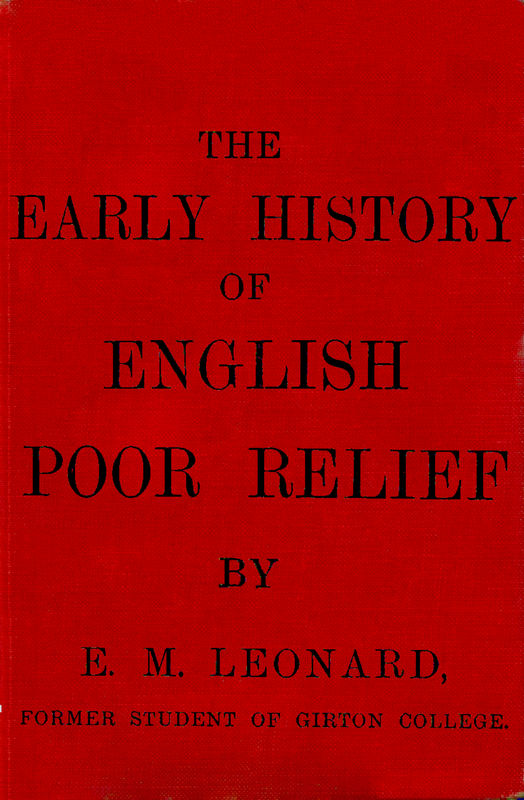 THE
EARLY HISTORY
OF
ENGLISH
POOR RELIEF
BY
E. M. LEONARD,
FORMER STUDENT OF GIRTON COLLEGE.